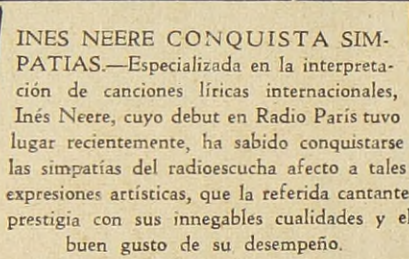 INES NEERE CONQUISTA SIM-
PATIAS.—Especializada en la interpreta-
ción de canciones líricas internacionales,
Inés Neere, cuyo debut en Radio París tuvo
lugar recientemente, ha sabido conquistarse
las simpatías del radioescucha afecto a tales
expresiones artísticas, que la referida cantante
prestigia con sus innegables cualidades y el
buen gusto de su desempeño.